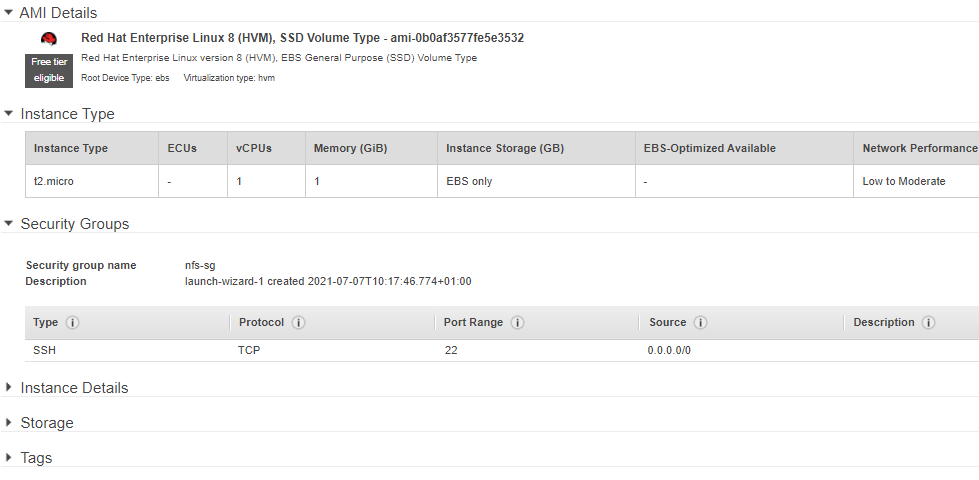 AMI Details
Red Hat Enterprise Linux 8 (HVM), SSD Volume Type - ami-0b0af3577fe5e3532
Free tier eligible
Red Hat Enterprise Linux version 8 (HVM), EBS General Purpose (SSD) Volume Type
Root Device Type: ebs Virtualization type: hvm
Instance Type
Instance Type ECUs vCPUs Memory (GiB) Instance Storage (GB) EBS-Optimized Available Network Performance
t2.micro - 1 1 EBS only - Low to Moderate
Security Groups
Security group name nfs-sg
Description launch-wizard-1 created 2021-07-07T10:17:46.774+01:00
Type Protocol Port Range Source Description
SSH TCP 22 0.0.0.0/0
Instance Details
Storage
Tags